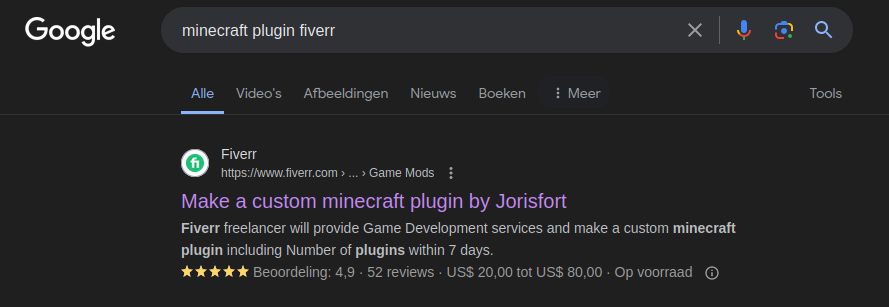 Google
minecraft plugin fiverr
Alle Video's Afbeeldingen Nieuws Boeken Meer Tools
fi
Fiverr
https://www.fiverr.com › ... › Game Mods
Make a custom minecraft plugin by Jorisfort
Fiverr freelancer will provide Game Development services and make a custom minecraft
plugin including Number of plugins within 7 days.
Beoordeling: 4,9 · 52 reviews · US$ 20,00 tot US$ 80,00 · Op voorraad